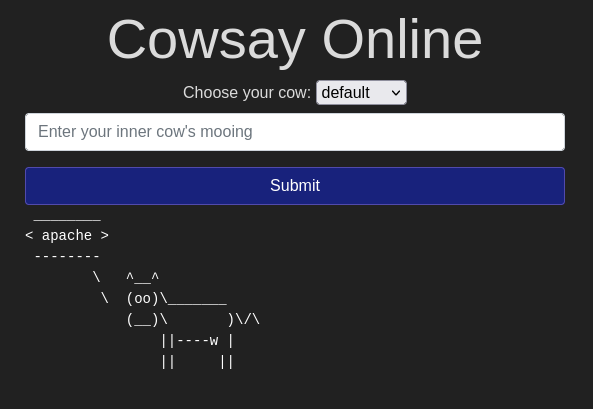 Cowsay Online
Choose your cow: default
Enter your inner cow's mooing
Submit
 ________
< apache >
 --------
        \   ^__^
         \  (oo)\_______
            (__)\       )\/\
                ||----w |
                ||     ||